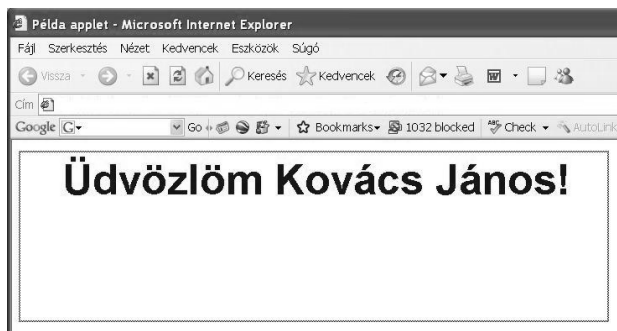 Példa applet - Microsoft Internet Explorer
Fájl Szerkesztés Nézet Kedvencek Eszközök Súgó
Vissza Keresés Kedvencek
Cím
Google G Go Bookmarks 1032 blocked ABC Check AutoLink
Üdvözlöm Kovács János!